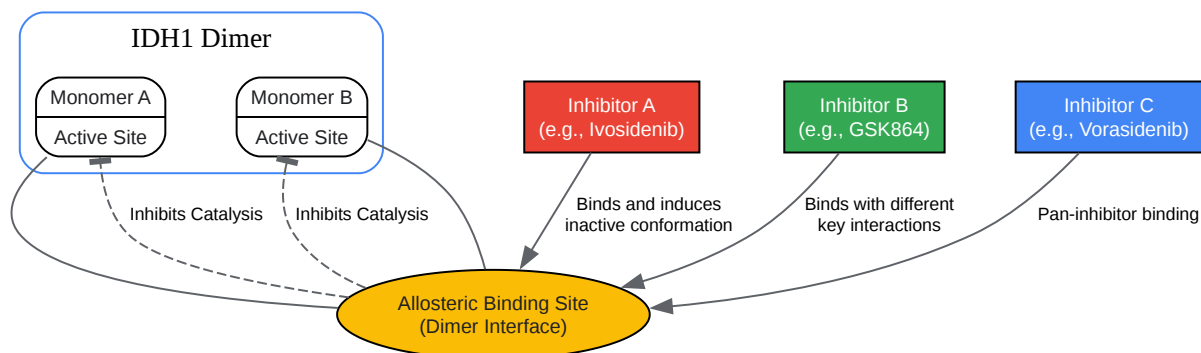 IDH1 Dimer
Monomer A
Active Site
Monomer B
Active Site
Inhibitor A
(e.g., Ivosidenib)
Inhibitor B
(e.g., GSK864)
Inhibitor C
(e.g., Vorasidenib)
Inhibits Catalysis
Inhibits Catalysis
Binds and induces
inactive conformation
Binds with different
key interactions
Pan-inhibitor binding
Allosteric Binding Site
(Dimer Interface)